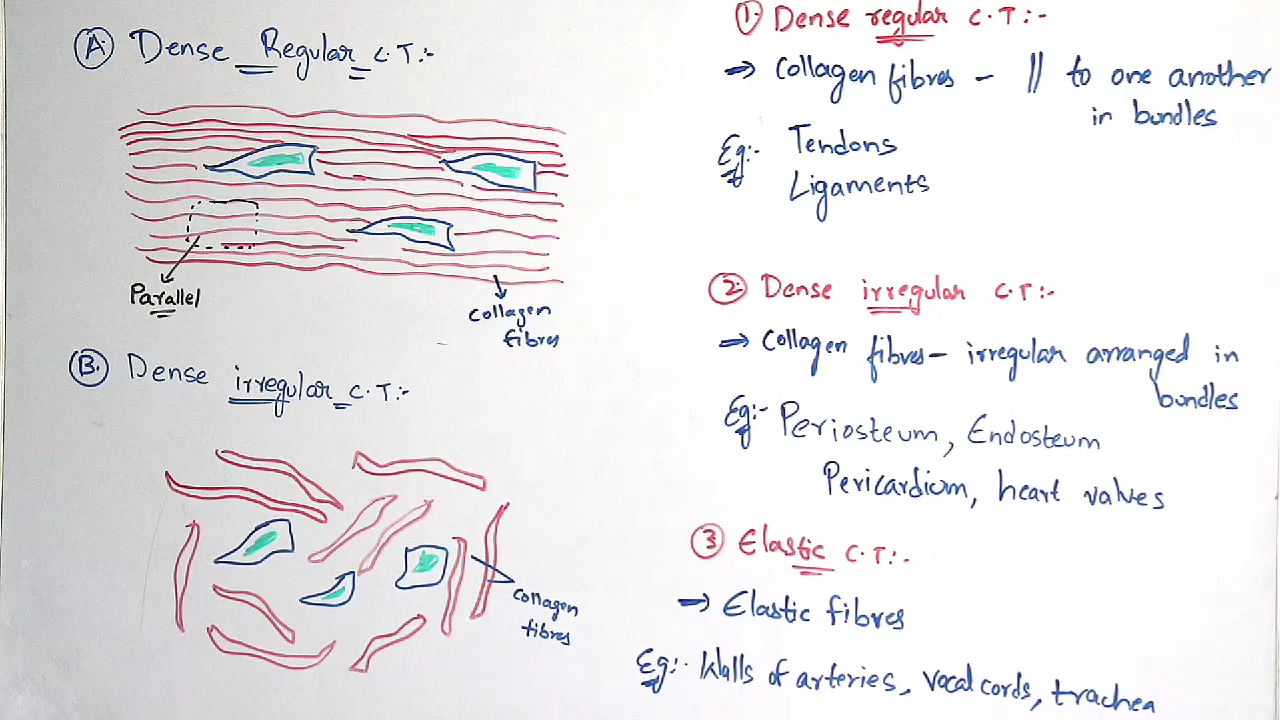 Ⓐ Dense Regular C.T:-
Parallel
Collagen
fibres
Ⓑ Dense irregular C.T:-
Collagen
fibres
① Dense regular C.T:-
→ Collagen fibres - || to one another
in bundles
Eg:- Tendons
Ligaments
② Dense irregular C.T:-
→ Collagen fibres - irregular arranged in
bundles
Eg:- Periosteum, Endosteum
Pericardium, heart valves
③ Elastic C.T:-
→ Elastic fibres
Eg:- Walls of arteries, vocal cords, trachea